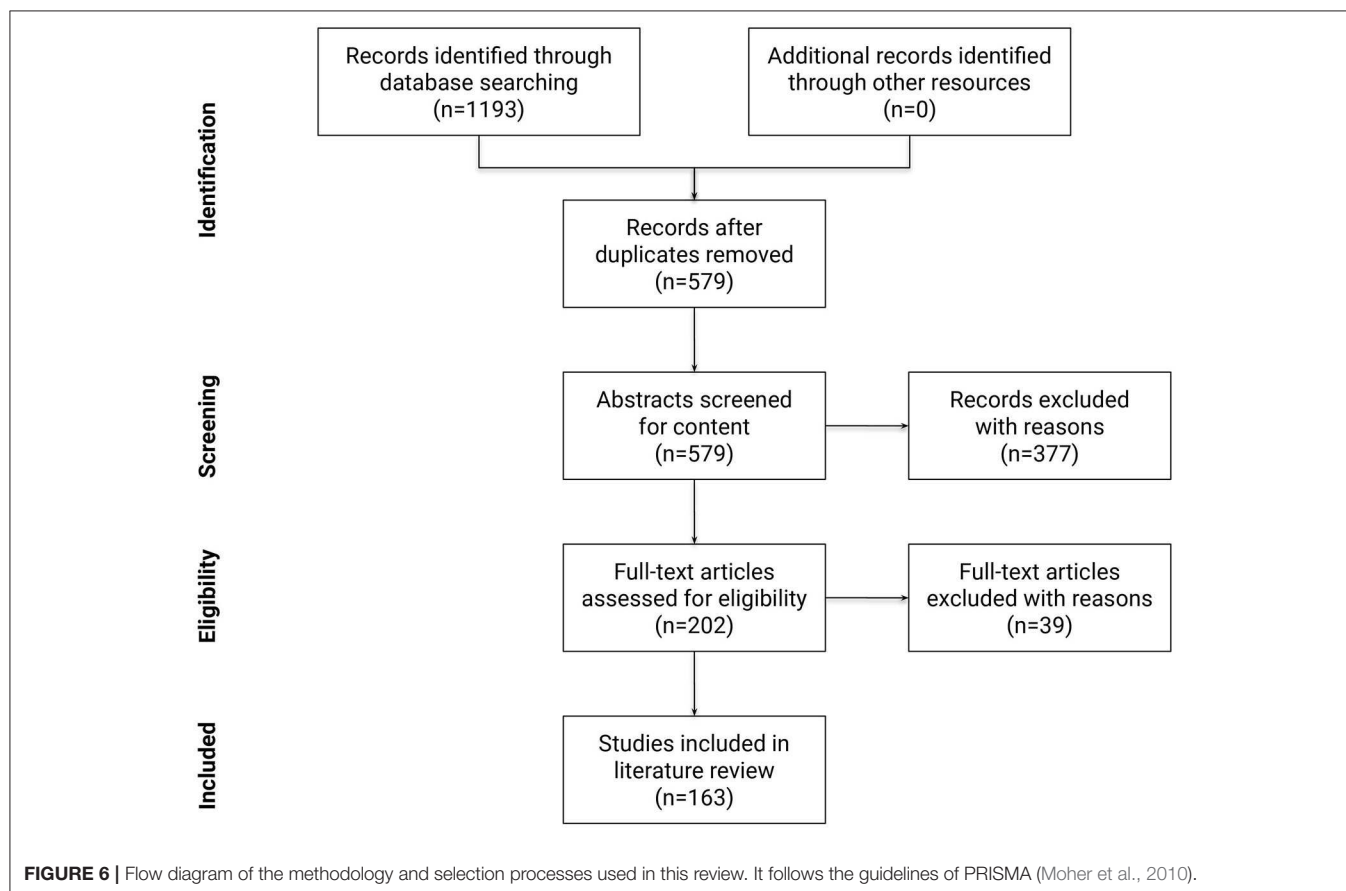 Records identified through
database searching
(n=1193)
Additional records identified
through other resources
(n=0)
Identification
Records after
duplicates removed
(n=579)
Screening
Abstracts screened
for content
(n=579)
Records excluded
with reasons
(n=377)
Eligibility
Full-text articles
assessed for eligibility
(n=202)
Full-text articles
excluded with reasons
(n=39)
Included
Studies included in
literature review
(n=163)
FIGURE 6 | Flow diagram of the methodology and selection processes used in this review. It follows the guidelines of PRISMA (Moher et al., 2010).